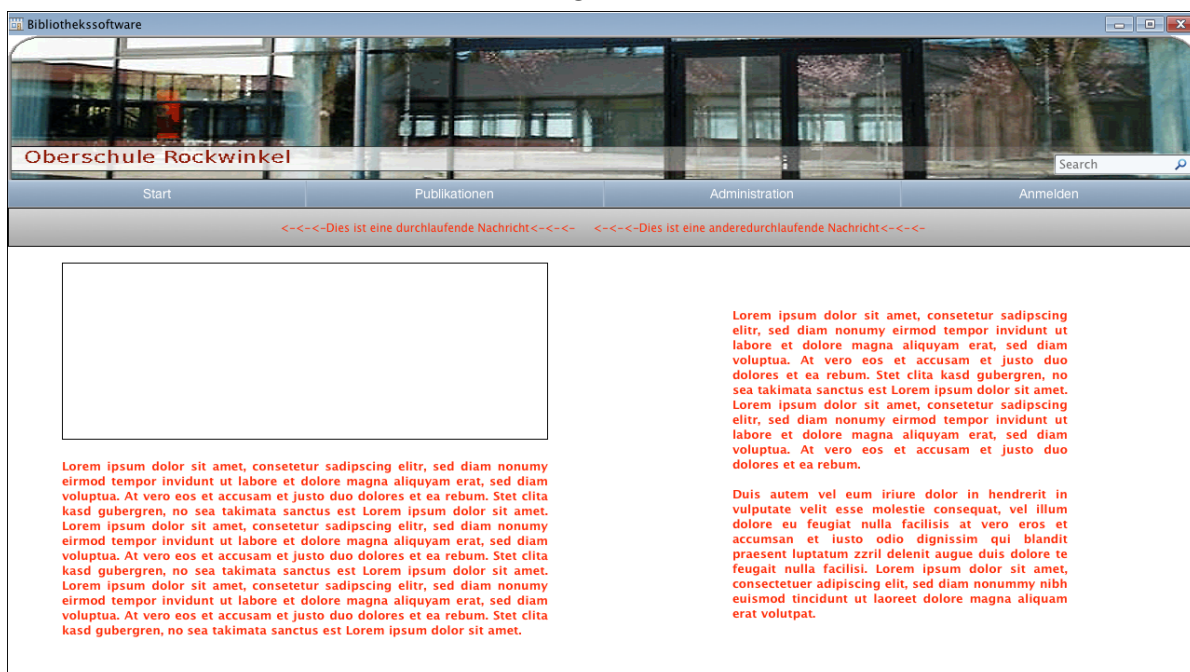 Bibliothekssoftware
Oberschule Rockwinkel
Search
Start Publikationen Administration Anmelden
<-<-<-Dies ist eine durchlaufende Nachricht<-<-<- <-<-<-Dies ist eine anderedurchlaufende Nachricht<-<-<-
Lorem ipsum dolor sit amet, consetetur sadipscing elitr, sed diam nonumy
eirmod tempor invidunt ut labore et dolore magna aliquyam erat, sed diam
voluptua. At vero eos et accusam et justo duo dolores et ea rebum. Stet clita
kasd gubergren, no sea takimata sanctus est Lorem ipsum dolor sit amet.
Lorem ipsum dolor sit amet, consetetur sadipscing elitr, sed diam nonumy
eirmod tempor invidunt ut labore et dolore magna aliquyam erat, sed diam
voluptua. At vero eos et accusam et justo duo dolores et ea rebum. Stet clita
kasd gubergren, no sea takimata sanctus est Lorem ipsum dolor sit amet.
Lorem ipsum dolor sit amet, consetetur sadipscing elitr, sed diam nonumy
eirmod tempor invidunt ut labore et dolore magna aliquyam erat, sed diam
voluptua. At vero eos et accusam et justo duo dolores et ea rebum. Stet clita
kasd gubergren, no sea takimata sanctus est Lorem ipsum dolor sit amet.
Lorem ipsum dolor sit amet, consetetur sadipscing
elitr, sed diam nonumy eirmod tempor invidunt ut
labore et dolore magna aliquyam erat, sed diam
voluptua. At vero eos et accusam et justo duo
dolores et ea rebum. Stet clita kasd gubergren, no
sea takimata sanctus est Lorem ipsum dolor sit amet.
Lorem ipsum dolor sit amet, consetetur sadipscing
elitr, sed diam nonumy eirmod tempor invidunt ut
labore et dolore magna aliquyam erat, sed diam
voluptua. At vero eos et accusam et justo duo
dolores et ea rebum.
Duis autem vel eum iriure dolor in hendrerit in
vulputate velit esse molestie consequat, vel illum
dolore eu feugiat nulla facilisis at vero eros et
accumsan et iusto odio dignissim qui blandit
praesent luptatum zzril delenit augue duis dolore te
feugait nulla facilisi. Lorem ipsum dolor sit amet,
consectetuer adipiscing elit, sed diam nonummy nibh
euismod tincidunt ut laoreet dolore magna aliquam
erat volutpat.